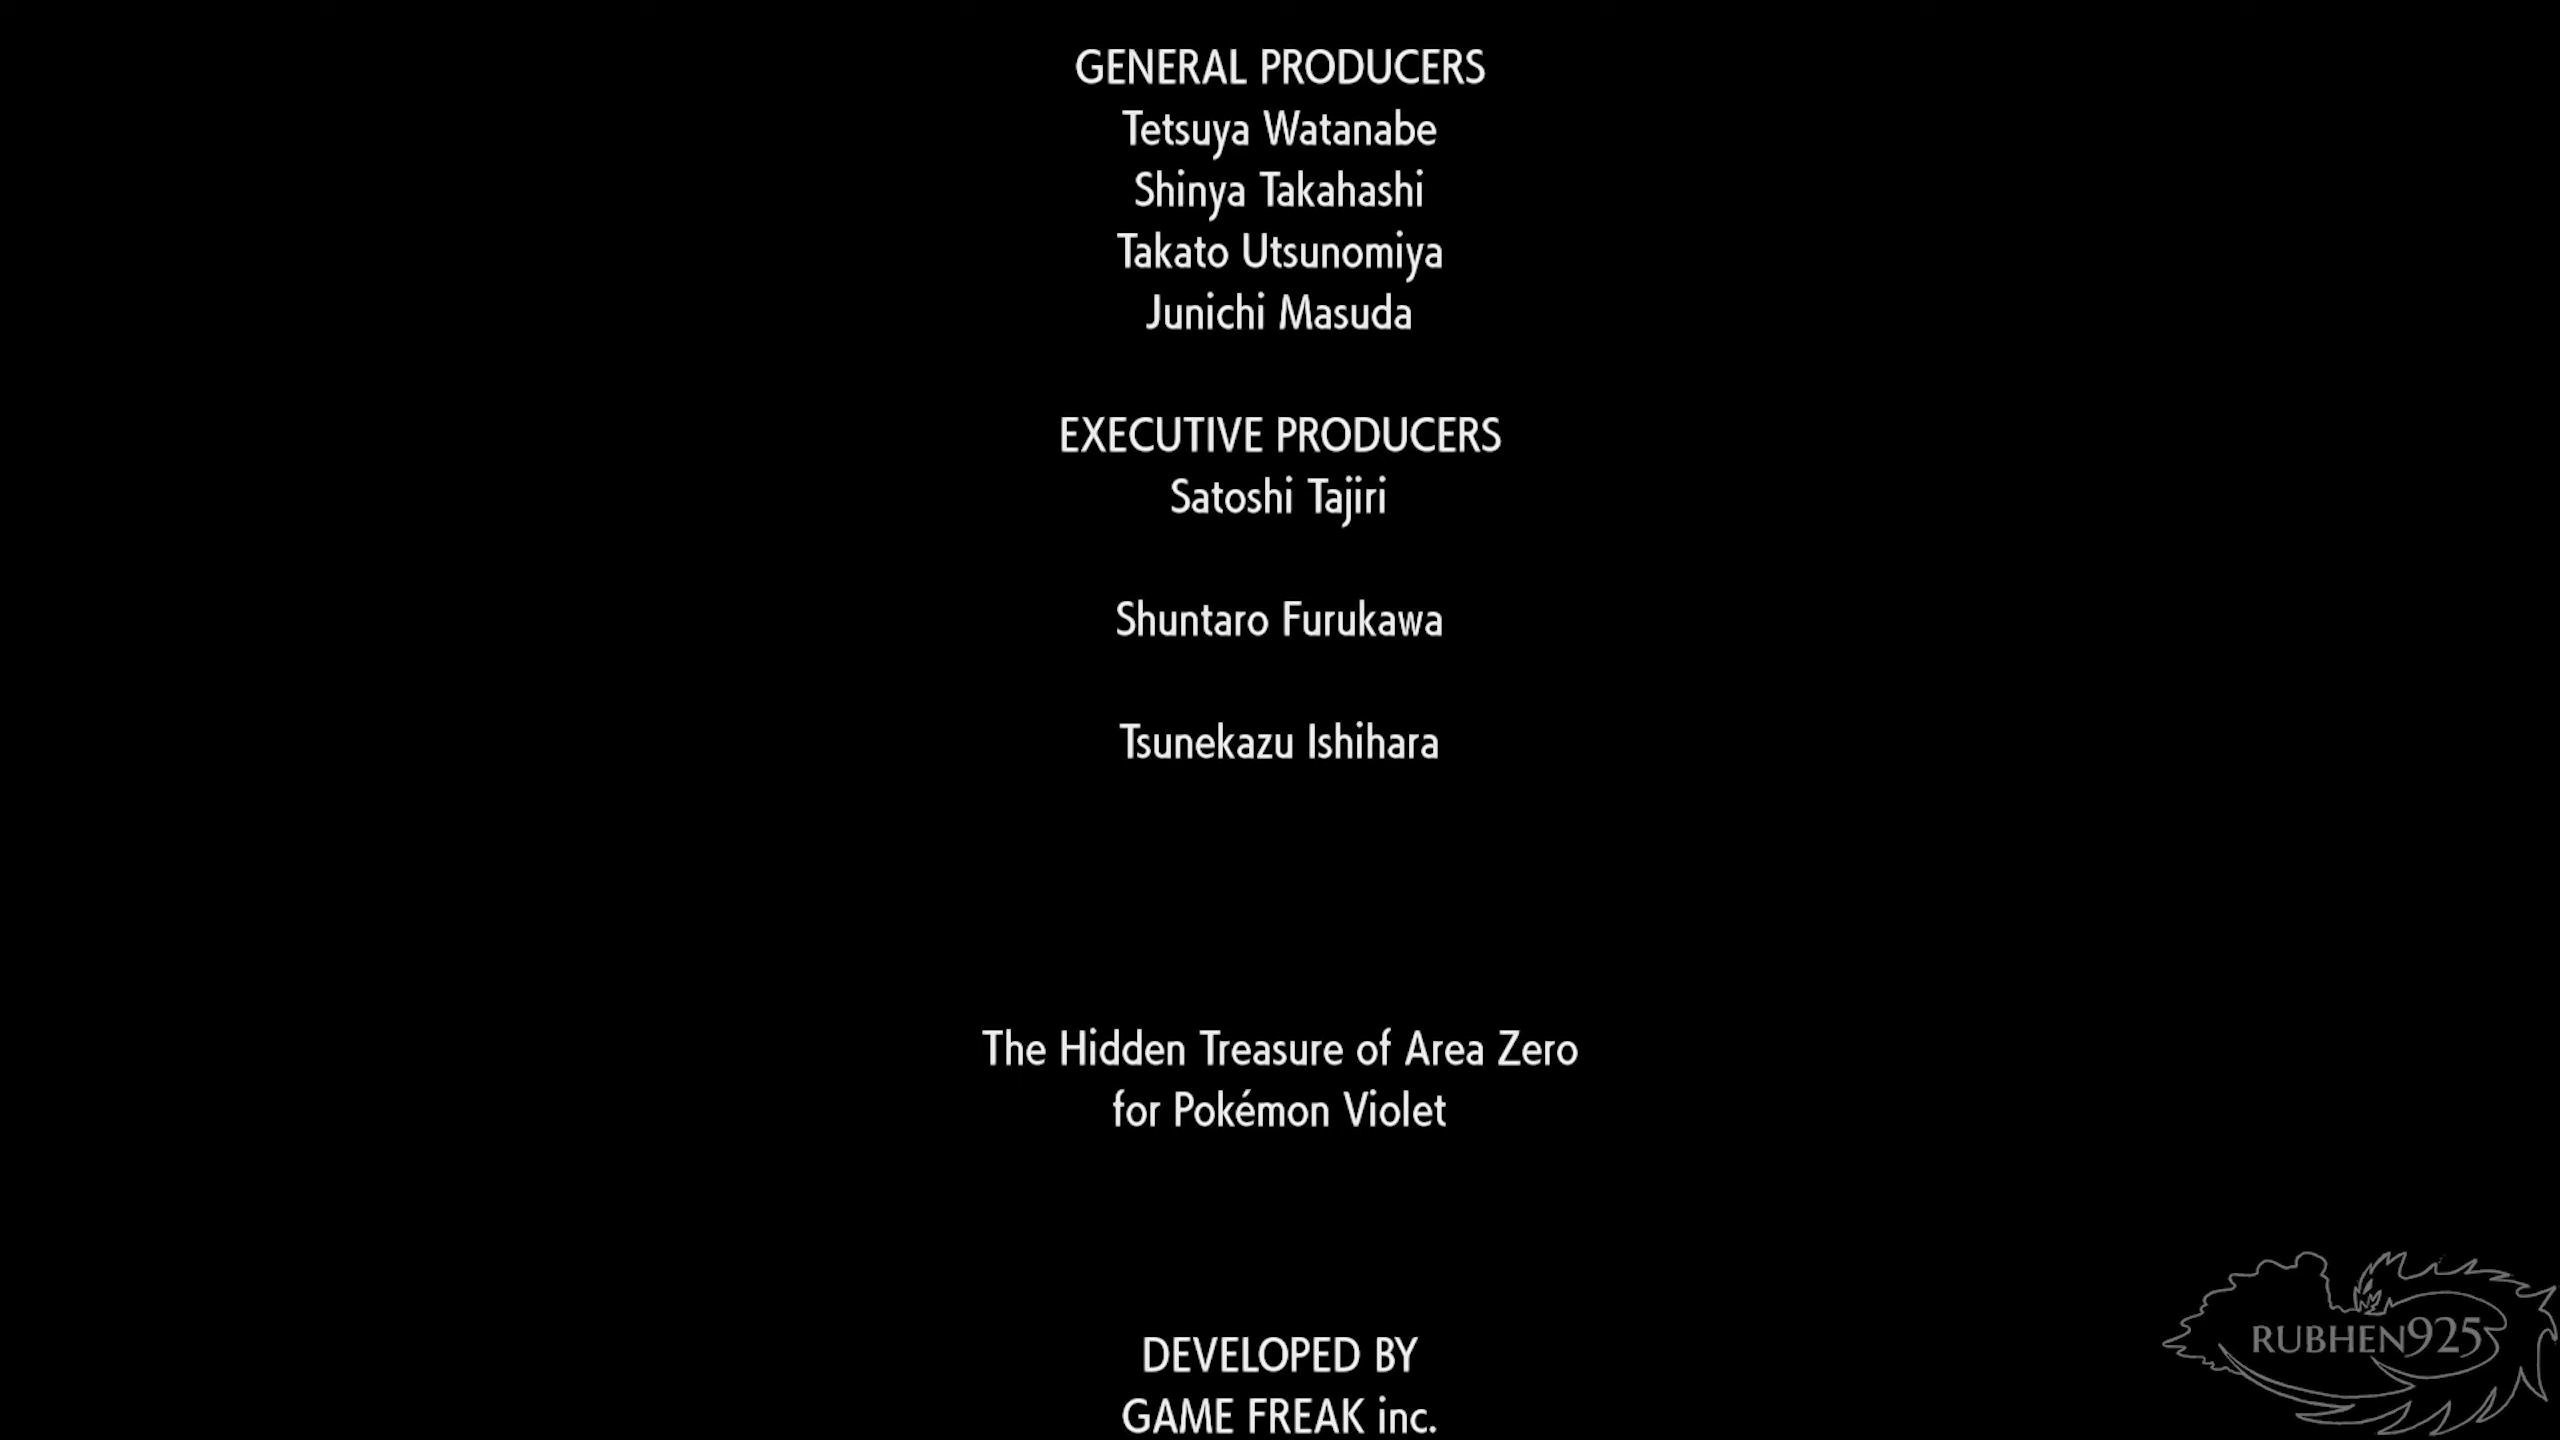 GENERAL PRODUCERS
Tetsuya Watanabe
Shinya Takahashi
Takato Utsunomiya
Junichi Masuda
EXECUTIVE PRODUCERS
Satoshi Tajiri
Shuntaro Furukawa
Tsunekazu Ishihara
The Hidden Treasure of Area Zero
for Pokémon Violet
DEVELOPED BY
GAME FREAK inc.
RUBHEN925